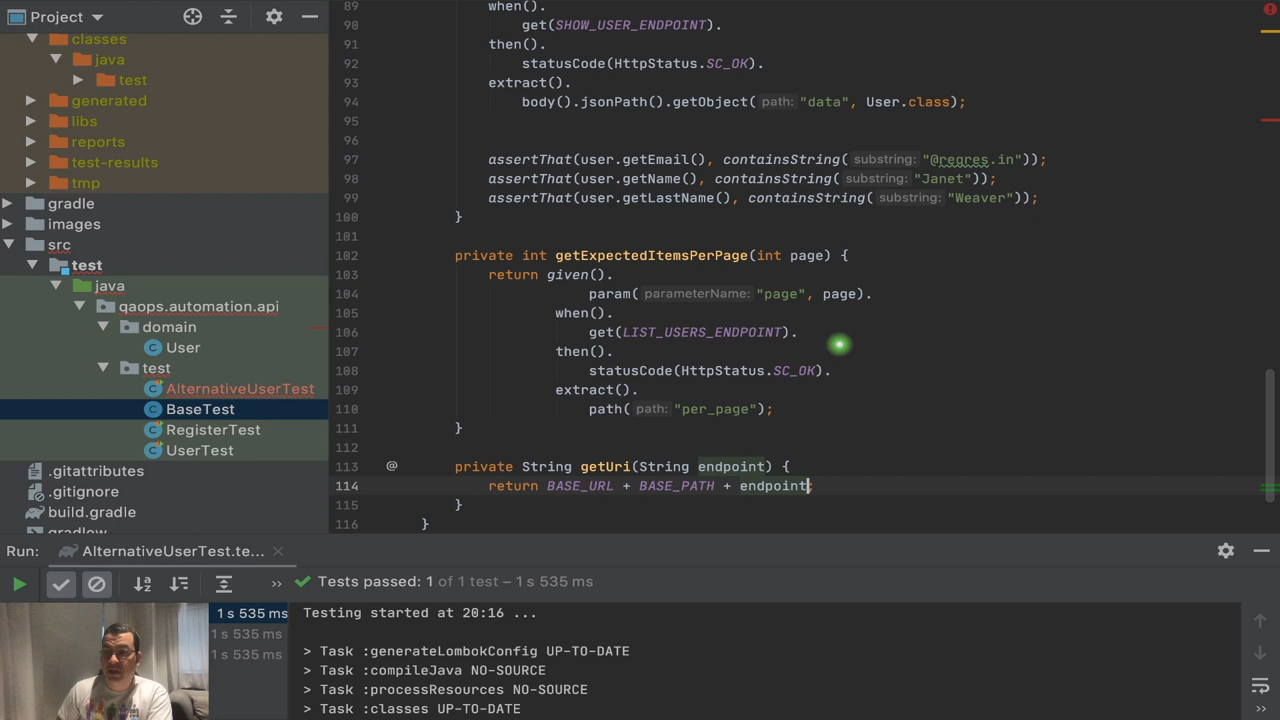 Project
classes
java
test
generated
libs
reports
test-results
tmp
gradle
images
src
test
java
qaops.automation.api
domain
User
test
AlternativeUserTest
BaseTest
RegisterTest
UserTest
.gitattributes
.gitignore
build.gradle
gradlew
89 when().
90 get(SHOW_USER_ENDPOINT).
91 then().
92 statusCode(HttpStatus.SC_OK).
93 extract().
94 body().jsonPath().getObject( path: "data", User.class);
95
96
97 assertThat(user.getEmail(), containsString( substring: "@regres.in"));
98 assertThat(user.getName(), containsString( substring: "Janet"));
99 assertThat(user.getLastName(), containsString( substring: "Weaver"));
100 }
101
102 private int getExpectedItemsPerPage(int page) {
103 return given().
104 param( parameterName: "page", page).
105 when().
106 get(LIST_USERS_ENDPOINT).
107 then().
108 statusCode(HttpStatus.SC_OK).
109 extract().
110 path( path: "per_page");
111 }
112
113 @ private String getUri(String endpoint) {
114 return BASE_URL + BASE_PATH + endpoint;
115 }
116 }
Run: AlternativeUserTest.te...
>> Tests passed: 1 of 1 test – 1 s 535 ms
1 s 535 ms
1 s 535 ms
1 s 535 ms
Testing started at 20:16 ...
> Task :generateLombokConfig UP-TO-DATE
> Task :compileJava NO-SOURCE
> Task :processResources NO-SOURCE
> Task :classes UP-TO-DATE
>>